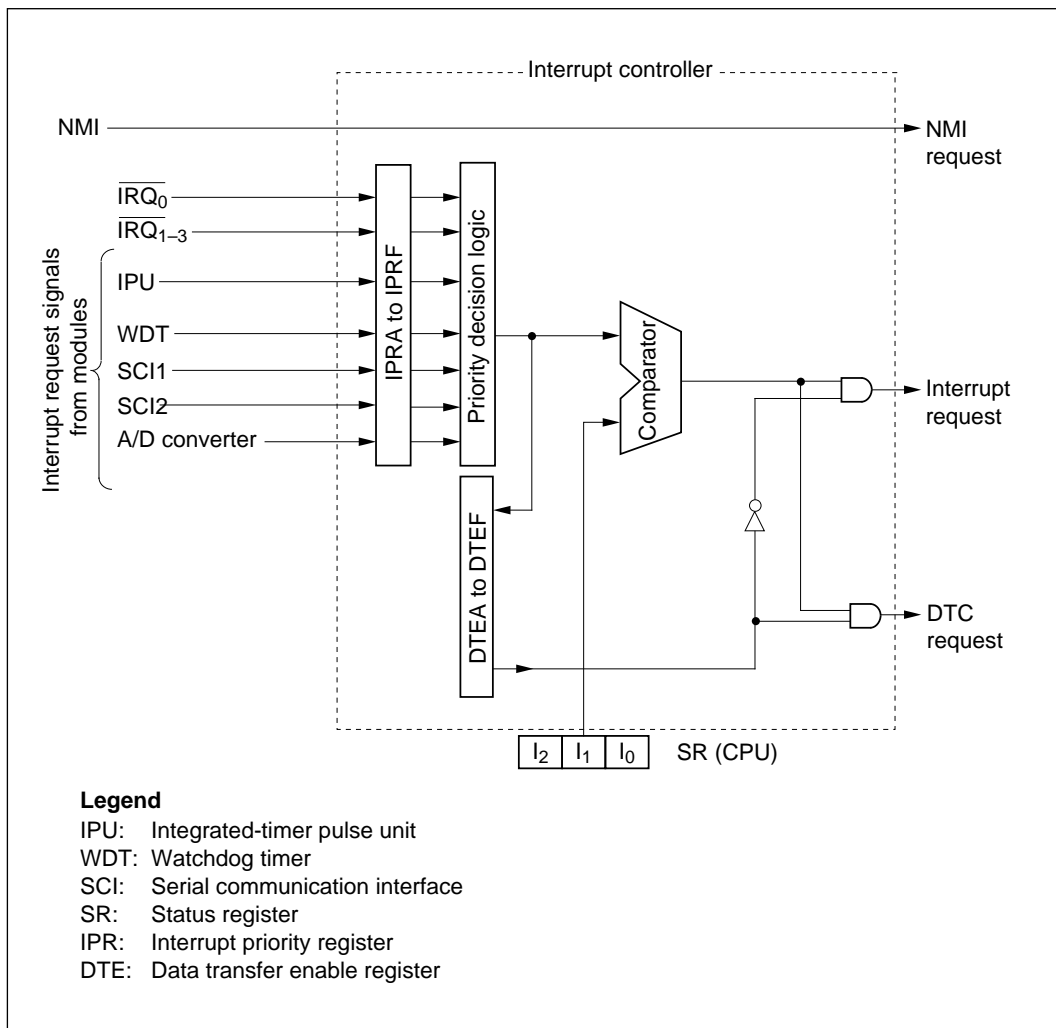 Interrupt controller
NMI
NMI
request
IRQ0
IRQ1–3
IPU
WDT
SCI1
SCI2
A/D converter
Interrupt request signals
from modules
IPRA to IPRF
Priority decision logic
Comparator
Interrupt
request
DTEA to DTEF
DTC
request
I2 I1 I0 SR (CPU)
Legend
IPU: Integrated-timer pulse unit
WDT: Watchdog timer
SCI: Serial communication interface
SR: Status register
IPR: Interrupt priority register
DTE: Data transfer enable register